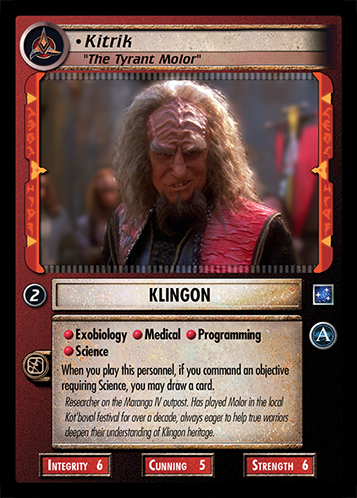 • Kitrik
"The Tyrant Molor"
2
KLINGON
• Exobiology • Medical • Programming
• Science
A
When you play this personnel, if you command an objective
requiring Science, you may draw a card.
Researcher on the Maranga IV outpost. Has played Molor in the local
Kot'baval Festival for over a decade, always eager to help true warriors
deepen their understanding of Klingon heritage.
INTEGRITY 6 CUNNING 5 STRENGTH 6